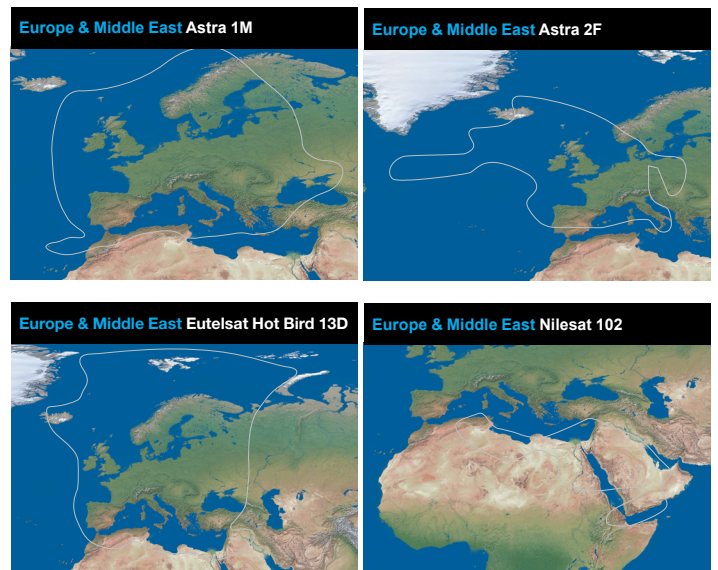 Europe & Middle East Astra 1M
Europe & Middle East Astra 2F
Europe & Middle East Eutelsat Hot Bird 13D
Europe & Middle East Nilesat 102